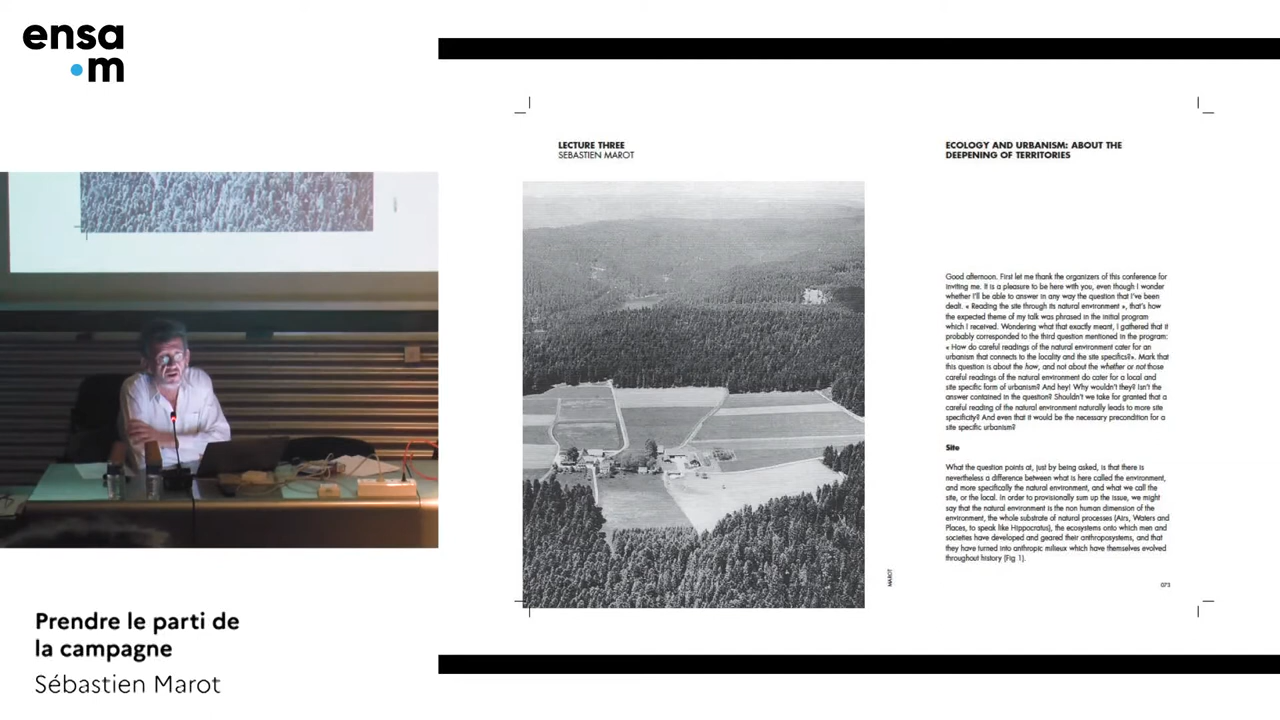 ensa
•m
Prendre le parti de
la campagne
Sébastien Marot
LECTURE THREE
SEBASTIEN MAROT
ECOLOGY AND URBANISM: ABOUT THE
DEEPENING OF TERRITORIES
Good afternoon. First let me thank the organizers of this conference for
inviting me. It is a pleasure to be here with you, even though I wonder
whether I'll be able to answer in any way the question that I've been
dealt. « Reading the site through its natural environment », that's how
the expected theme of my talk was phrased in the initial program
which I received. Wondering what that exactly meant, I gathered that it
probably corresponded to the third question mentioned in the program:
« How do careful readings of the natural environment cater for an
urbanism that connects to the locality and the site specifics?». Mark that
this question is about the how, and not about the whether or not those
careful readings of the natural environment do cater for a local and
site specific form of urbanism? And hey! Why wouldn't they? Isn't the
answer contained in the question? Shouldn't we take for granted that a
careful reading of the natural environment naturally leads to more site
specificity? And even that it would be the necessary precondition for a
site specific urbanism?
Site
What the question points at, just by being asked, is that there is
nevertheless a difference between what is here called the environment,
and more specifically the natural environment, and what we call the
site, or the local. In order to provisionally sum up the issue, we might
say that the natural environment is the non human dimension of the
environment, the whole substrate of natural processes (Airs, Waters and
Places, to speak like Hippocratus), the ecosystems onto which men and
societies have developed and geared their anthroposystems, and that
they have turned into anthropic milieux which have themselves evolved
throughout history (Fig 1).
MAROT
073